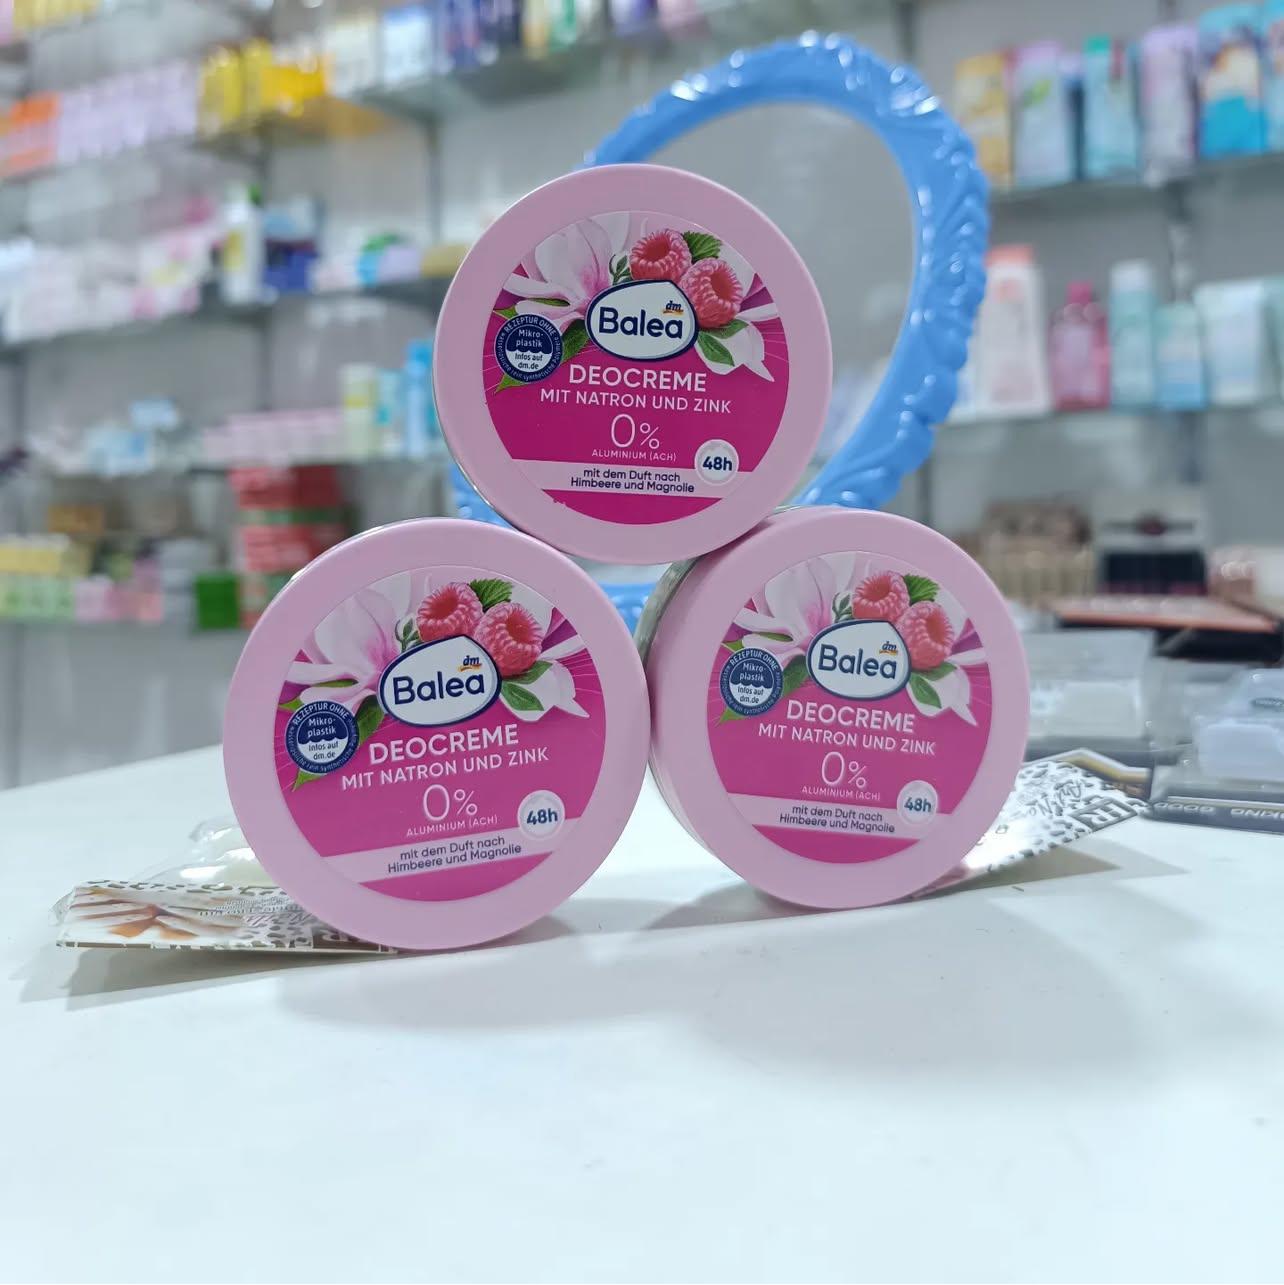 dm
Balea
REZEPTUR OHNE
Mikro-
plastik
Infos auf
dm.de
DEOCREME
MIT NATRON UND ZINK
0%
ALUMINIUM (ACH)
48h
mit dem Duft nach
Himbeere und Magnolie
dm
Balea
REZEPTUR OHNE
Mikro-
plastik
Infos auf
dm.de
DEOCREME
MIT NATRON UND ZINK
0%
ALUMINIUM (ACH)
48h
mit dem Duft nach
Himbeere und Magnolie
dm
Balea
REZEPTUR OHNE
Mikro-
plastik
Infos auf
dm.de
DEOCREME
MIT NATRON UND ZINK
0%
ALUMINIUM (ACH)
48h
mit dem Duft nach
Himbeere und Magnolie